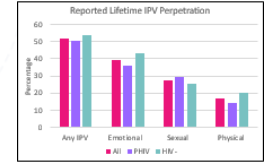 Reported Lifetime IPV Perpetration
Percentage
60
50
40
30
20
10
0
Any IPV Emotional Sexual Physical
All PHIV HIV-